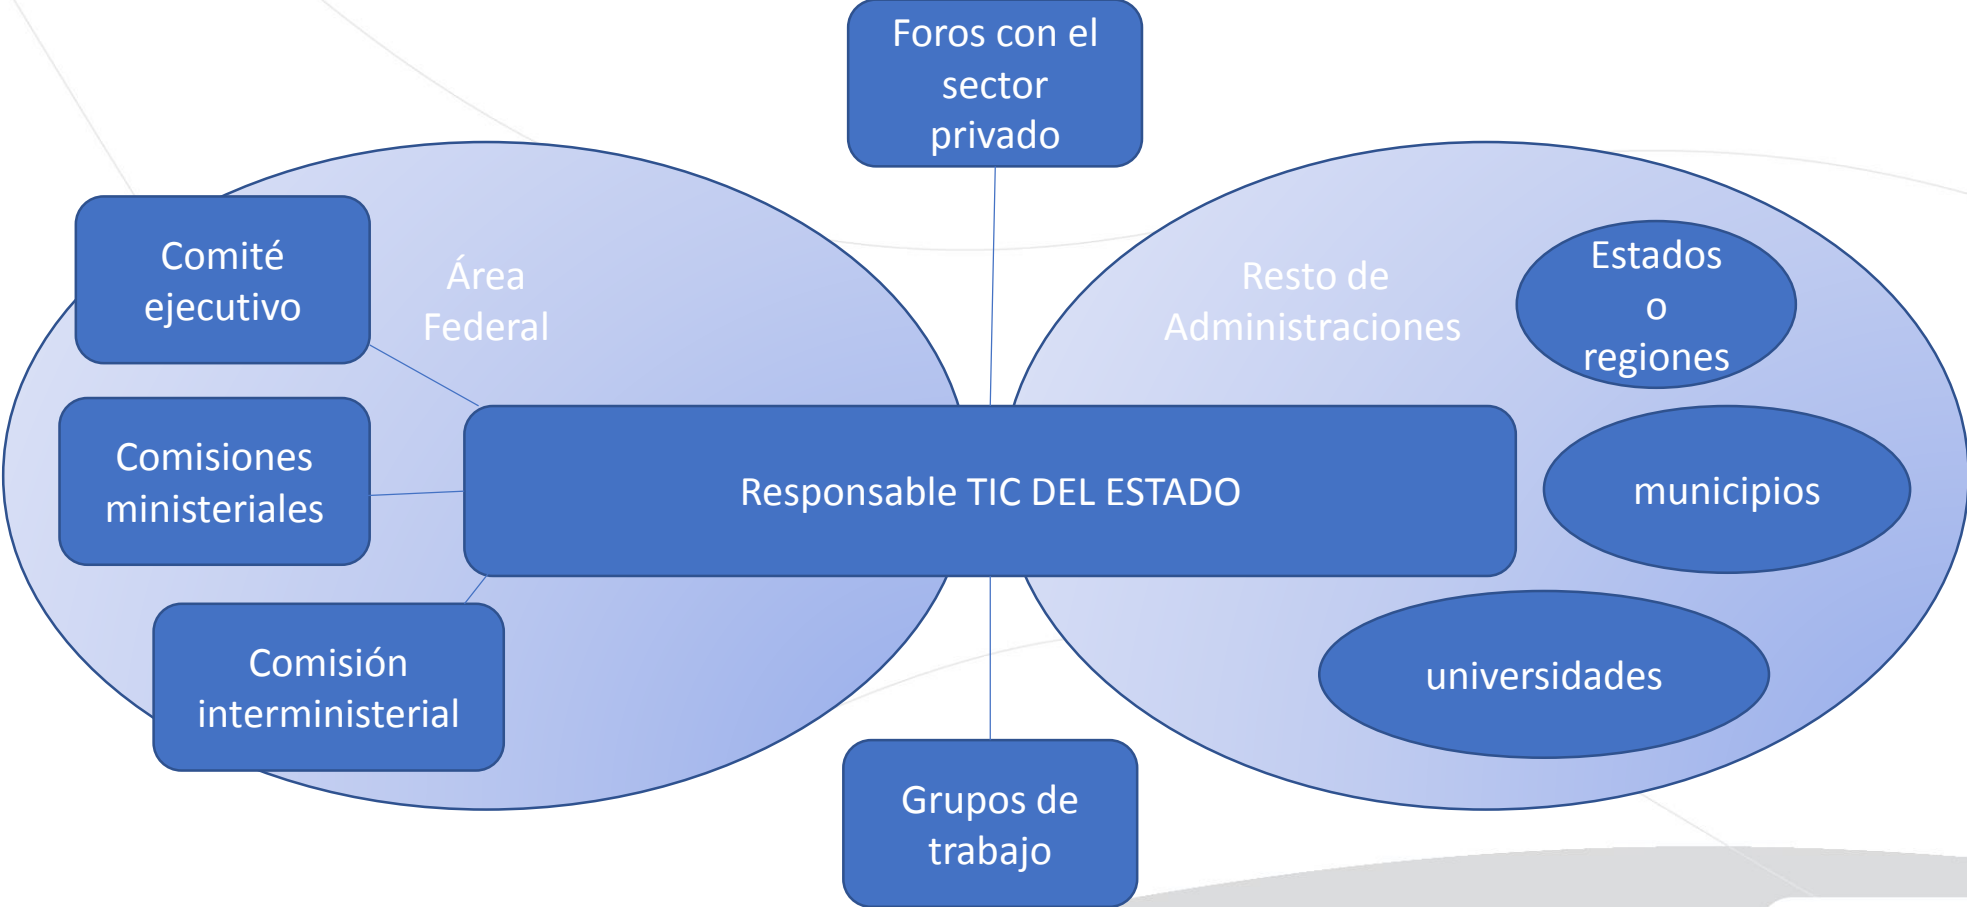 Foros con el
sector
privado
Comité
ejecutivo
Área
Federal
Resto de
Administraciones
Estados
o
regiones
Comisiones
ministeriales
Responsable TIC DEL ESTADO
municipios
Comisión
interministerial
universidades
Grupos de
trabajo